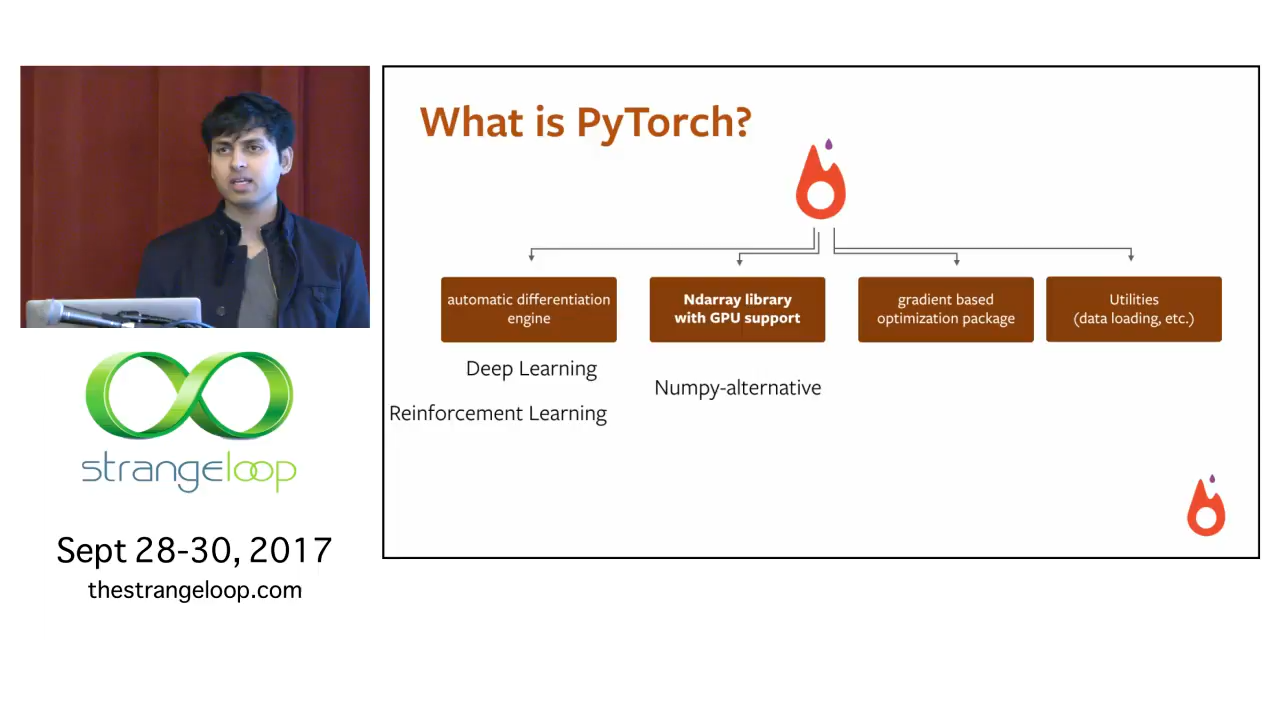 What is PyTorch?
automatic differentiation
engine
Ndarray library
with GPU support
gradient based
optimization package
Utilities
(data loading, etc.)
Deep Learning
Numpy-alternative
Reinforcement Learning
strangeloop
Sept 28-30, 2017
thestrangeloop.com